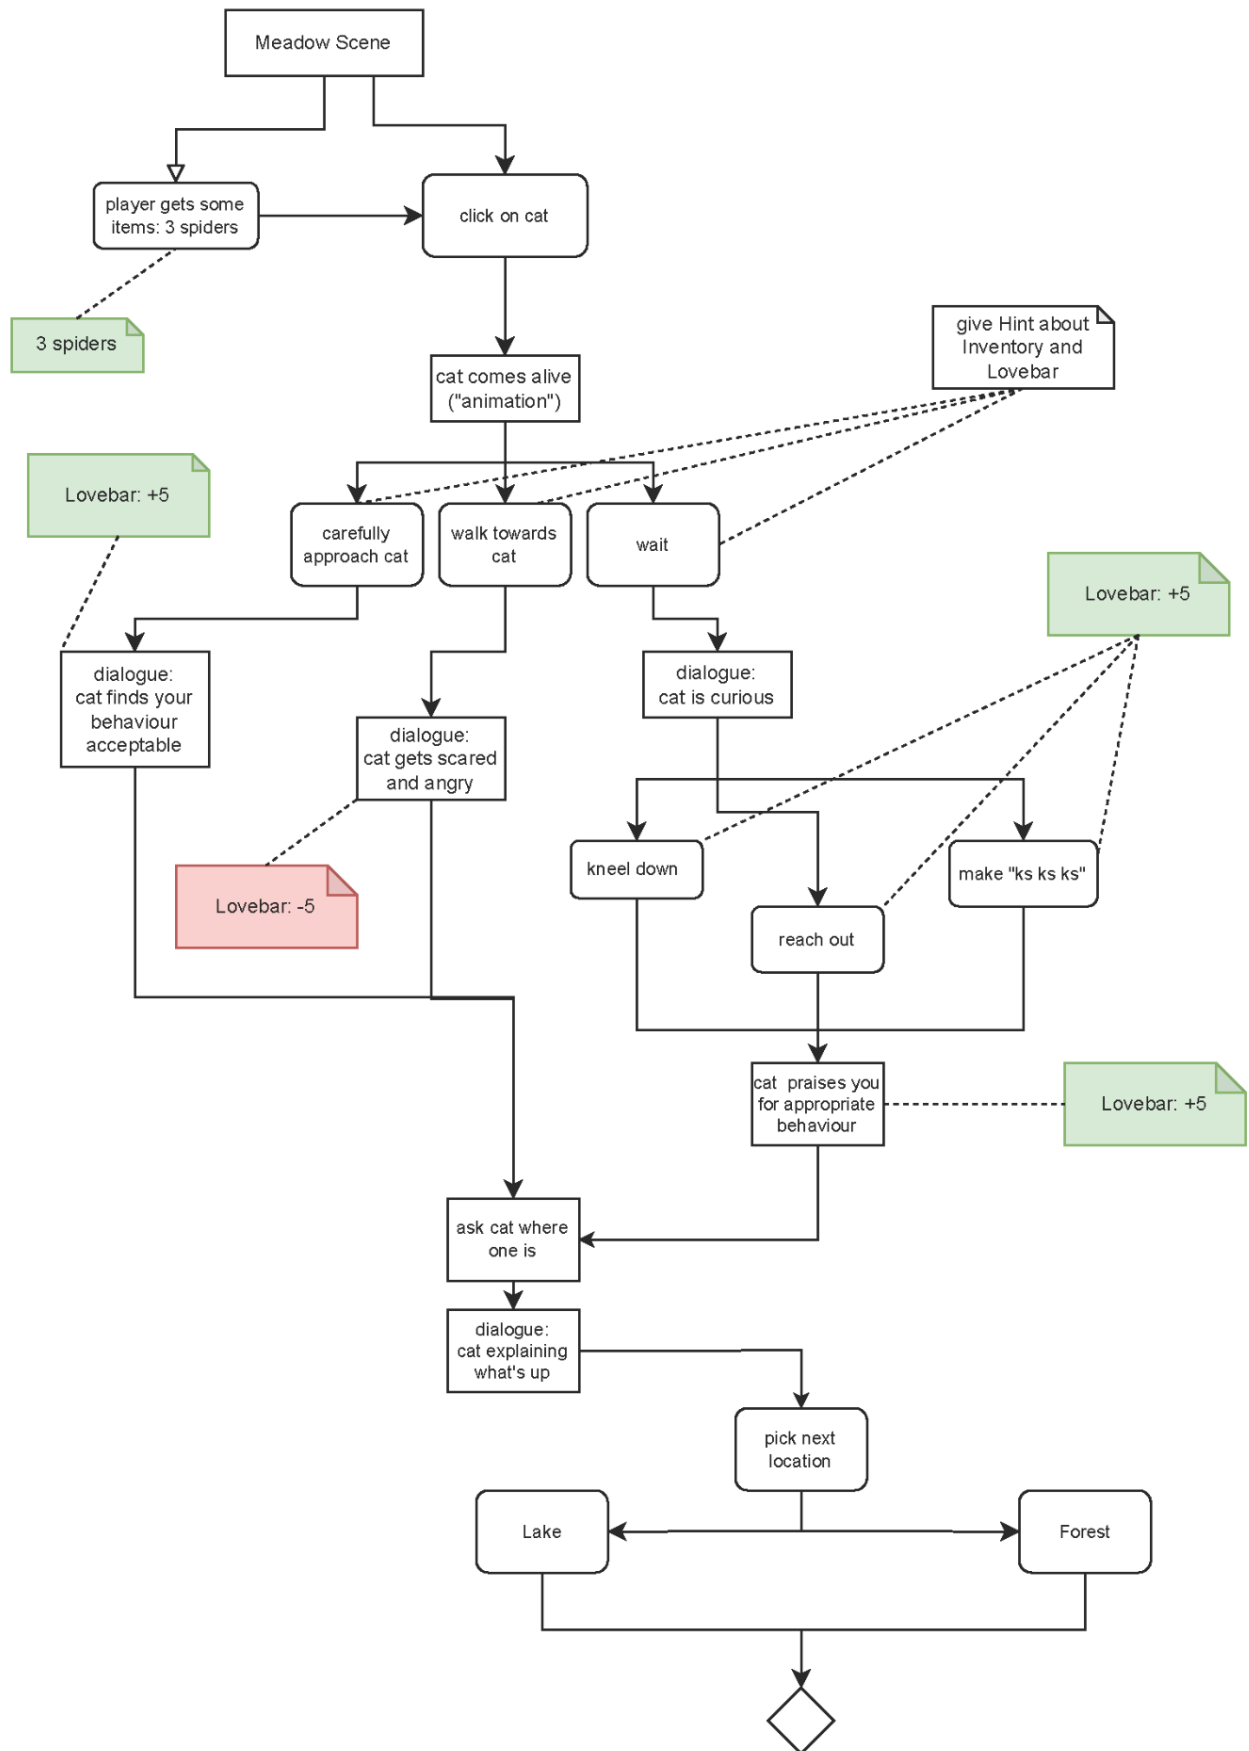 Meadow Scene
player gets some
items: 3 spiders
click on cat
3 spiders
give Hint about
Inventory and
Lovebar
cat comes alive
("animation")
Lovebar: +5
carefully
approach cat
walk towards
cat
wait
Lovebar: +5
dialogue:
cat finds your
behaviour
acceptable
dialogue:
cat is curious
dialogue:
cat gets scared
and angry
kneel down
make "ks ks ks"
Lovebar: -5
reach out
cat praises you
for appropriate
behaviour
Lovebar: +5
ask cat where
one is
dialogue:
cat explaining
what's up
pick next
location
Lake
Forest